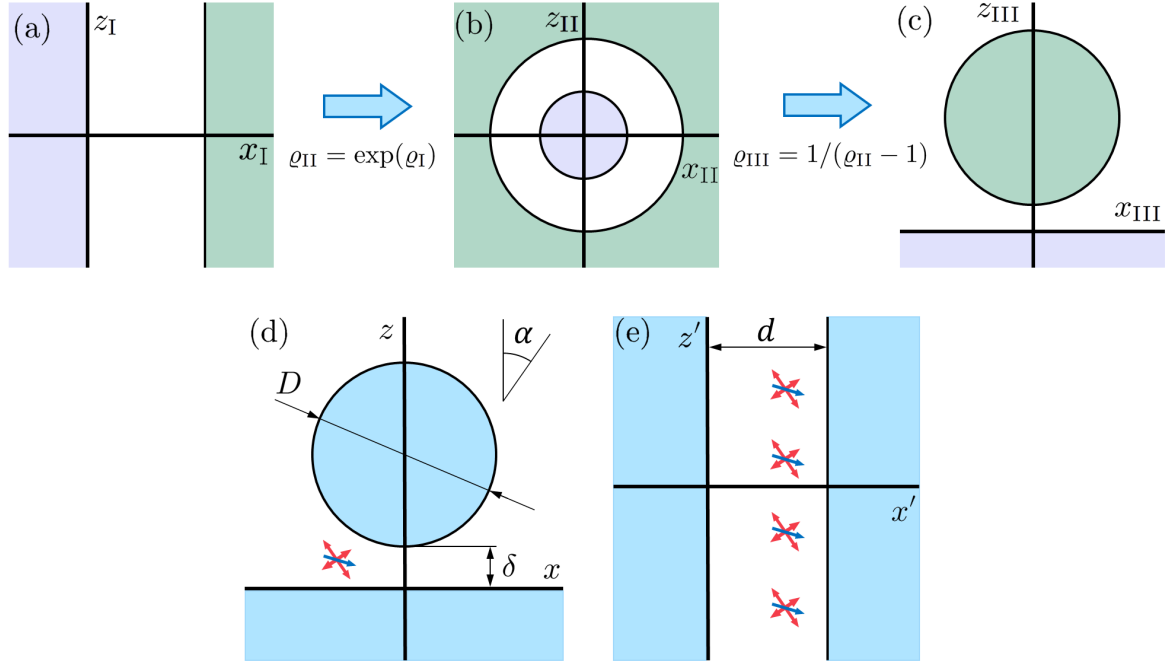 (a)
z_I
x_I
ϱ_II = exp(ϱ_I)
(b)
z_II
x_II
ϱ_III = 1/(ϱ_II − 1)
(c)
z_III
x_III
(d)
z
α
D
δ
x
(e)
z′
d
x′